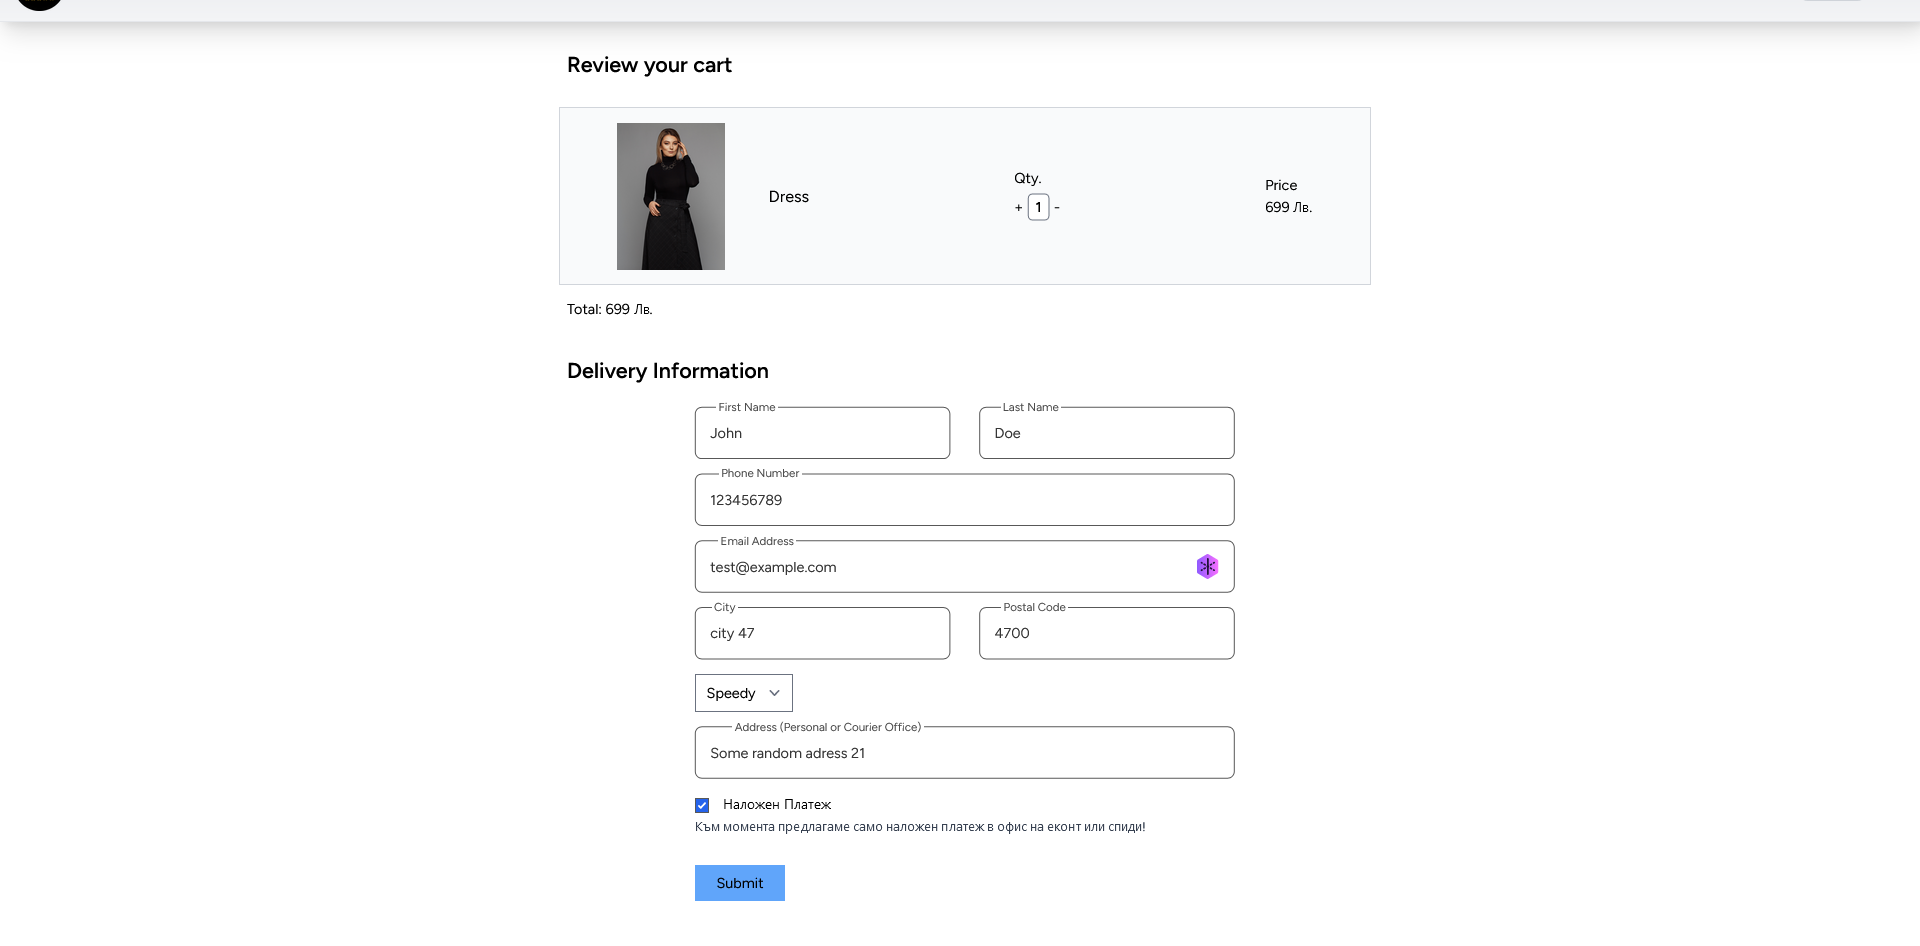 Review your cart
Dress
Qty.
+ 1 -
Price
699 Лв.
Total: 699 Лв.
Delivery Information
First Name
John
Last Name
Doe
Phone Number
123456789
Email Address
test@example.com
City
city 47
Postal Code
4700
Speedy
Address (Personal or Courier Office)
Some random adress 21
Наложен Платеж
Към момента предлагаме само наложен платеж в офис на еконт или спиди!
Submit